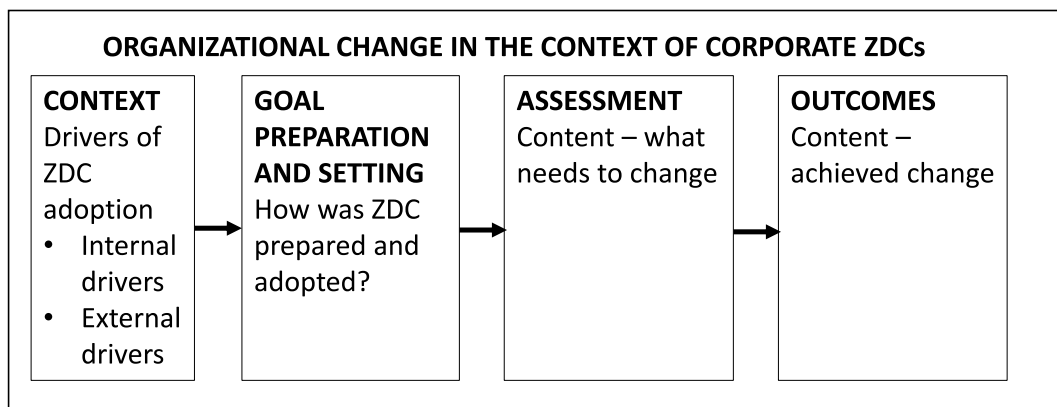 ORGANIZATIONAL CHANGE IN THE CONTEXT OF CORPORATE ZDCs
CONTEXT
Drivers of
ZDC
adoption
• Internal
drivers
• External
drivers
GOAL
PREPARATION
AND SETTING
How was ZDC
prepared and
adopted?
ASSESSMENT
Content – what
needs to change
OUTCOMES
Content –
achieved change